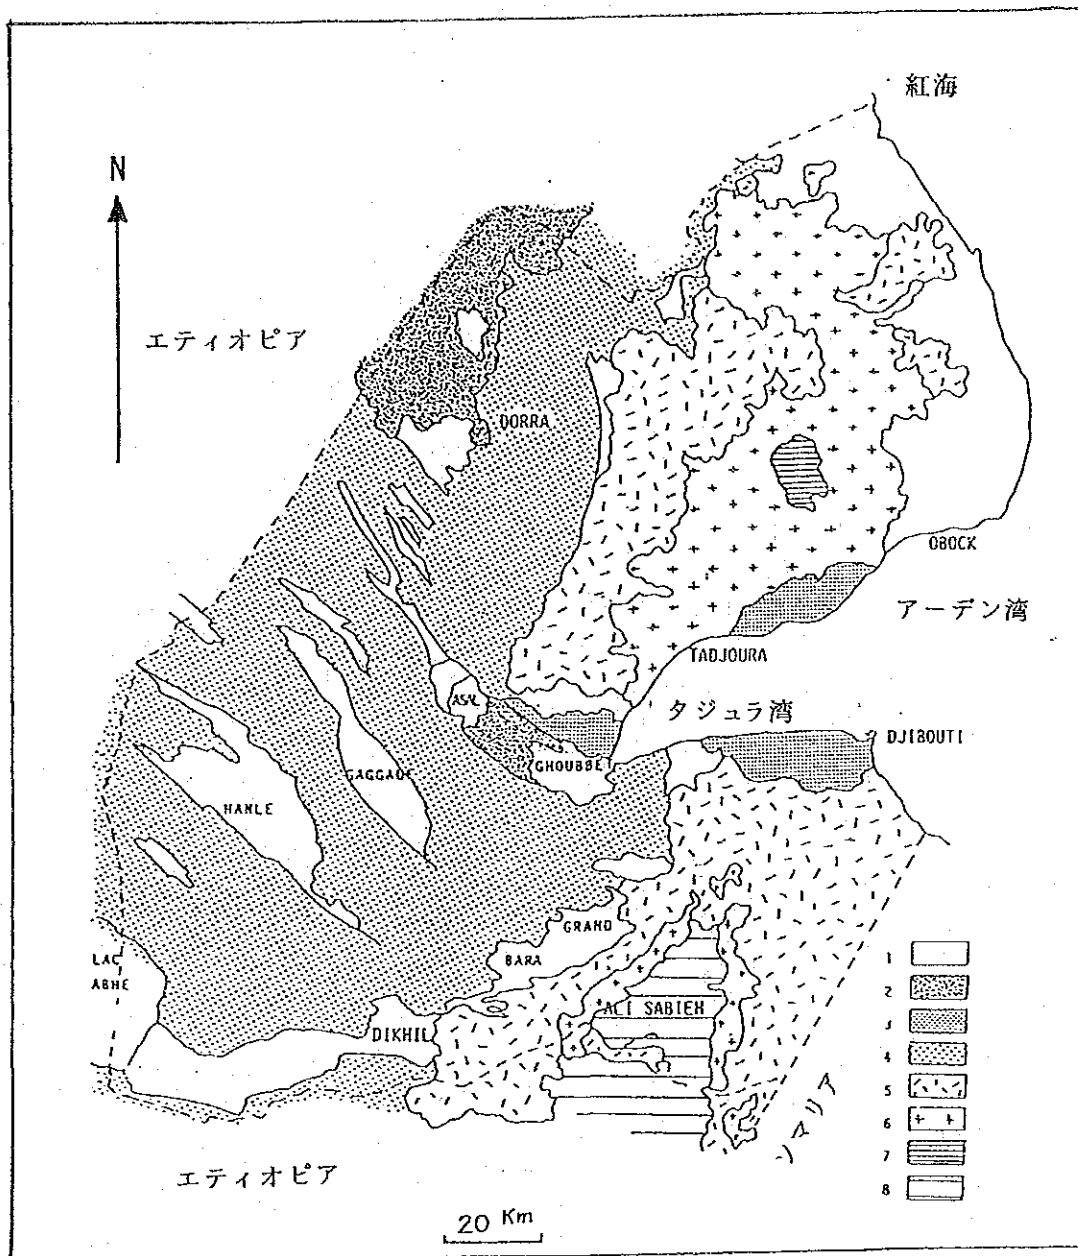 紅海
N
エティオピア
DORRA
OBOCK
アーデン湾
TADJOURA
ASAL
タジュラ湾
DJIBOUTI
GHOUBBET
GAGGADE
HANLE
GRAND
BARA
LAC
ABHE
ALI SABIEH
DIKHIL
ソマリア
エティオピア
20 Km
1
2
3
4
5
6
7
8